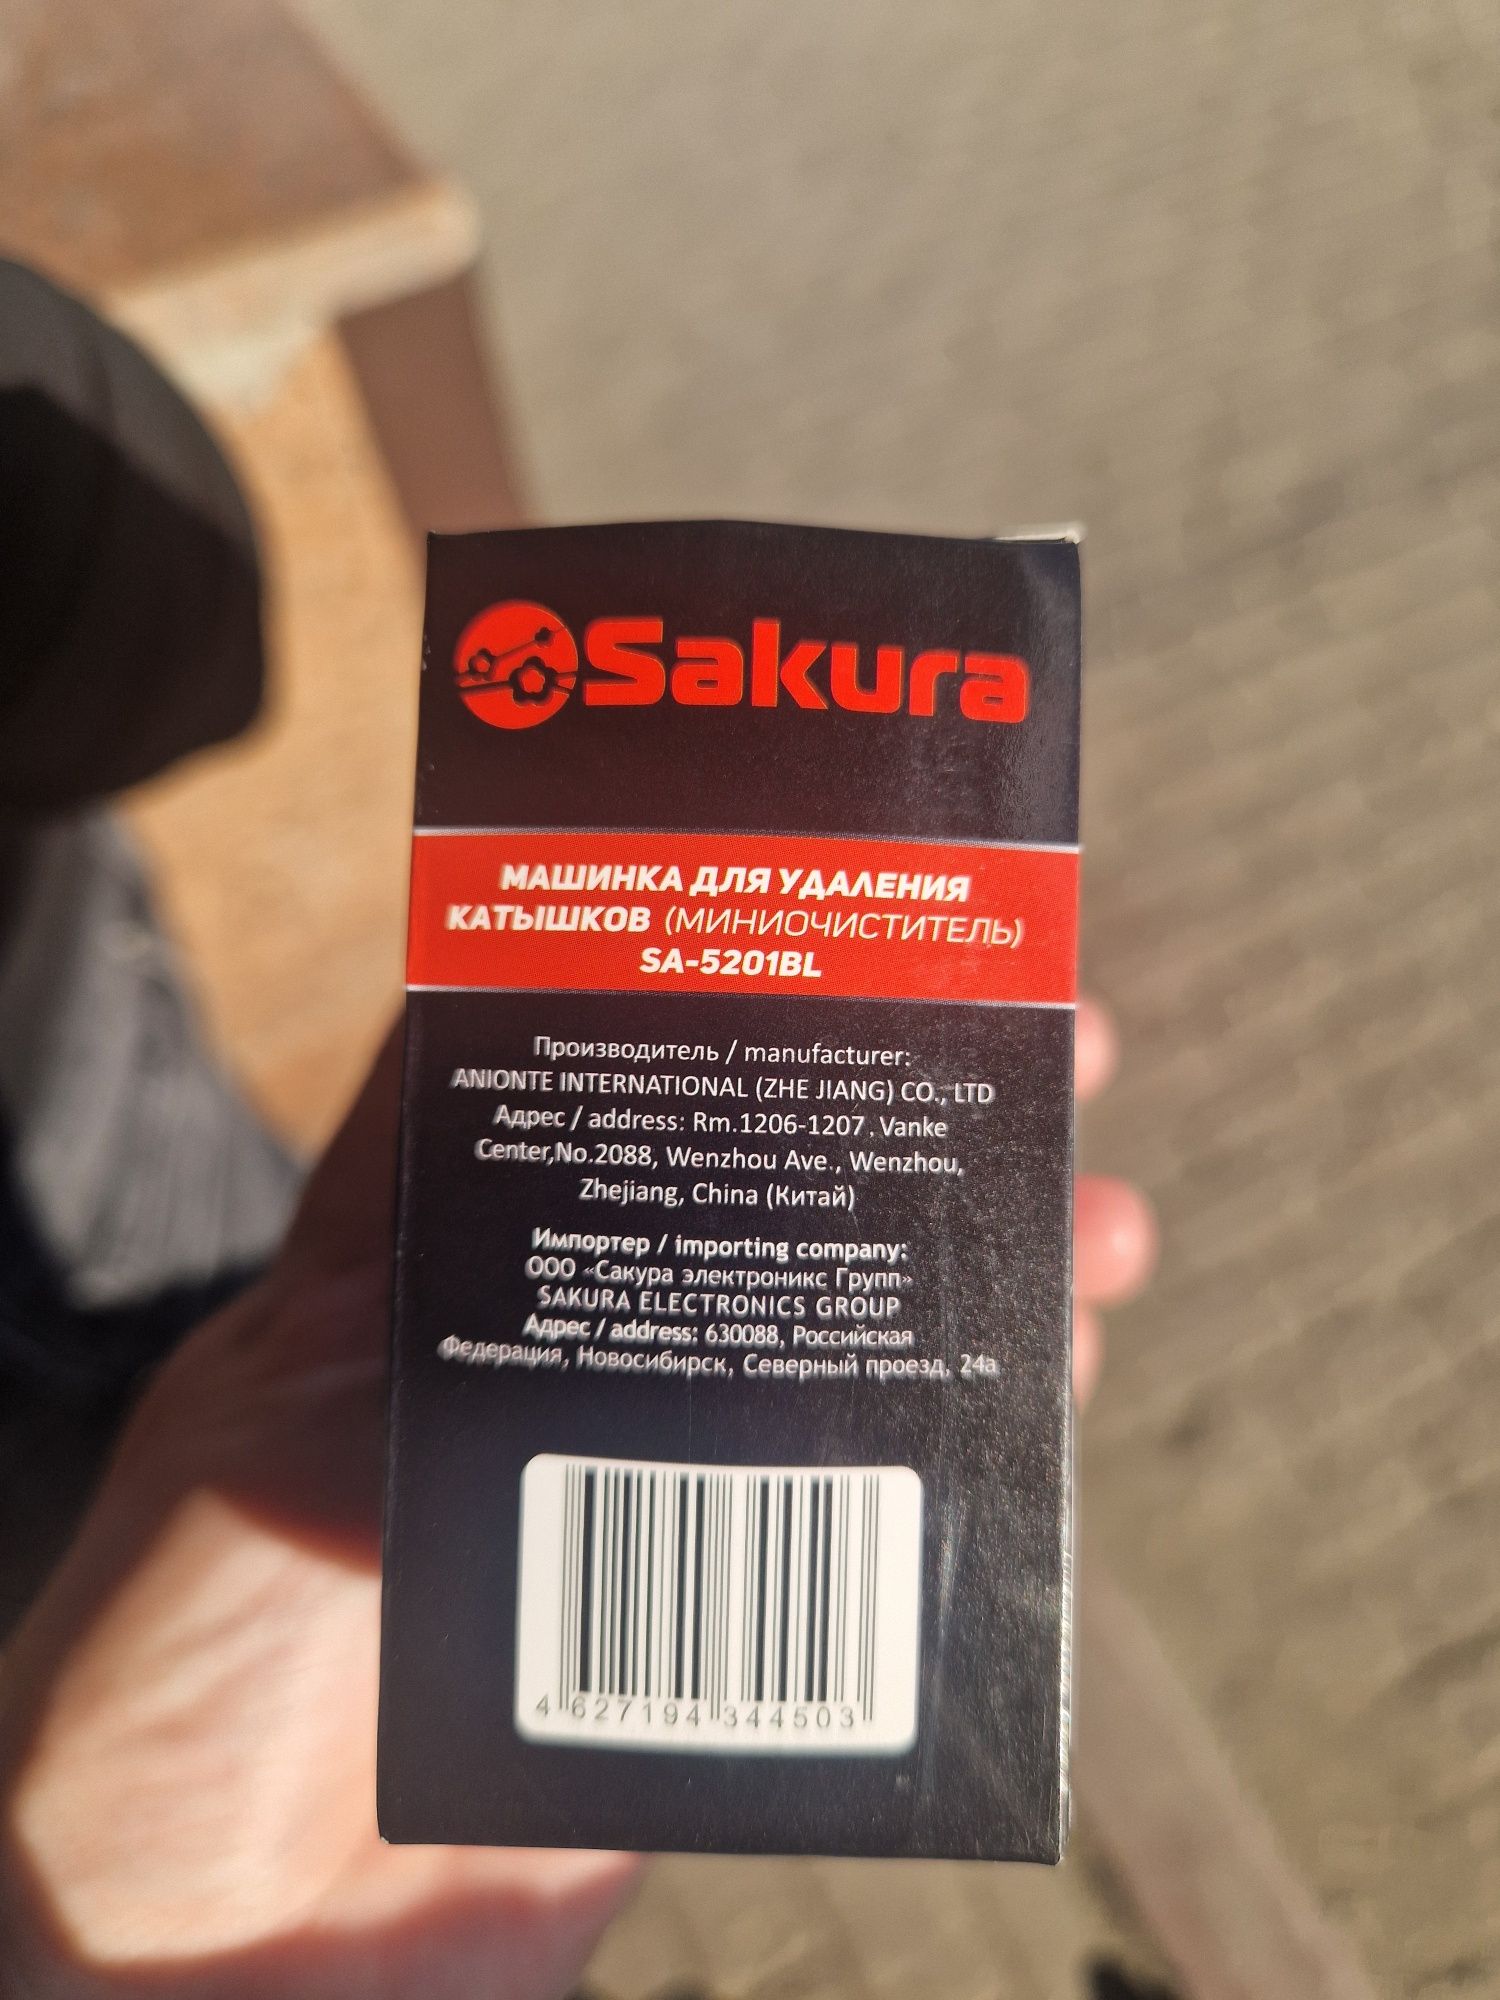 Sakura
МАШИНКА ДЛЯ УДАЛЕНИЯ
КАТЫШКОВ (МИНИОЧИСТИТЕЛЬ)
SA-5201BL
Производитель / manufacturer:
ANIONTE INTERNATIONAL (ZHE JIANG) CO., LTD
Адрес / address: Rm.1206-1207, Vanke
Center,No.2088, Wenzhou Ave., Wenzhou,
Zhejiang, China (Китай)
Импортер / importing company:
ООО «Сакура электроникс Групп»
SAKURA ELECTRONICS GROUP
Адрес / address: 630088, Российская
Федерация, Новосибирск, Северный проезд, 24а
4 627194 344503